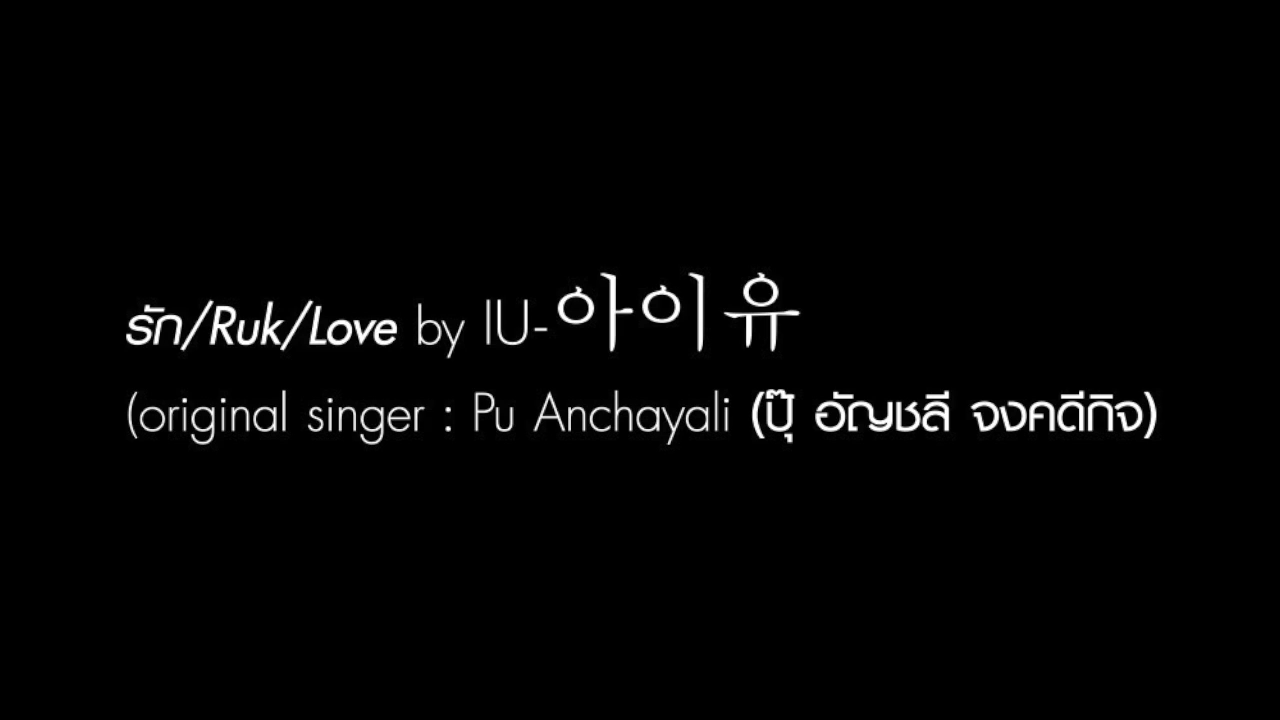 รัก/Ruk/Love by IU-아이유
(original singer : Pu Anchayali (ปุ๊ อัญชลี จงคดีกิจ)